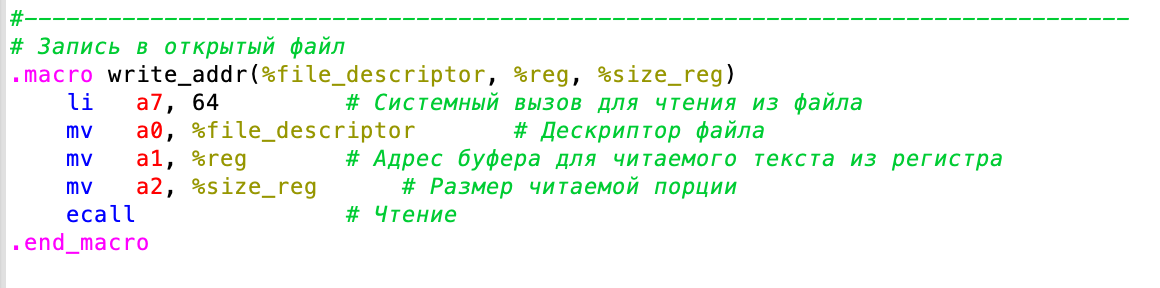 #--------------------------------------------------------------------------------
# Запись в открытый файл
.macro write_addr(%file_descriptor, %reg, %size_reg)
    li   a7, 64         # Системный вызов для чтения из файла
    mv   a0, %file_descriptor       # Дескриптор файла
    mv   a1, %reg       # Адрес буфера для читаемого текста из регистра
    mv   a2, %size_reg      # Размер читаемой порции
    ecall               # Чтение
.end_macro